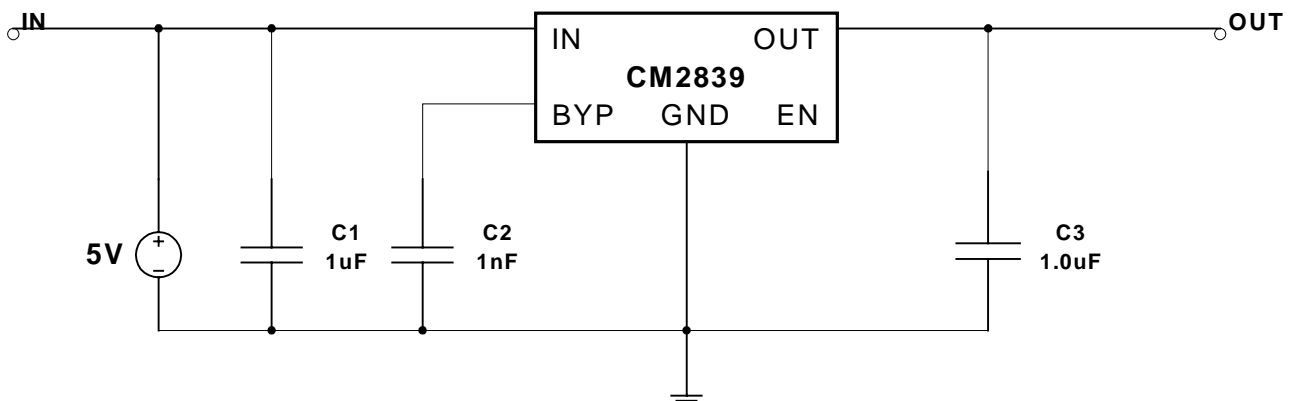 IN
OUT
IN OUT
CM2839
BYP GND EN
5V
+
−
C1
1uF
C2
1nF
C3
1.0uF